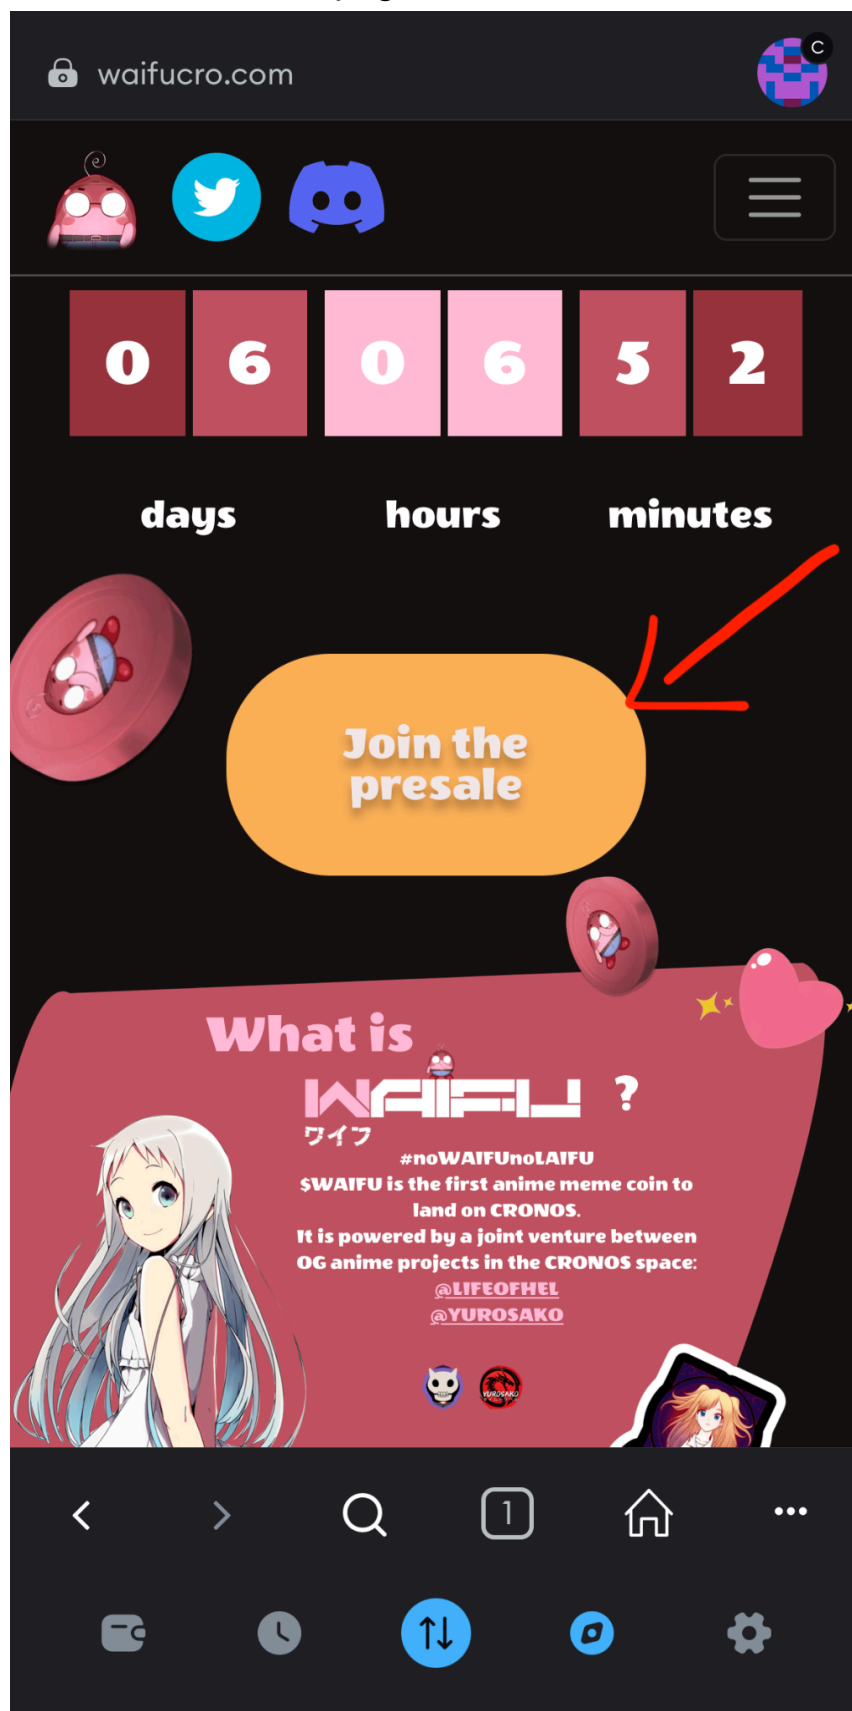 waifucro.com
C
0 6 0 6 5 2
days hours minutes
Join the
presale
What is
WAIFU ?
ワイフ
#noWAIFUnoLAIFU
$WAIFU is the first anime meme coin to
land on CRONOS.
It is powered by a joint venture between
OG anime projects in the CRONOS space:
@LIFEOFHEL
@YUROSAKO
YUROSAKO
1